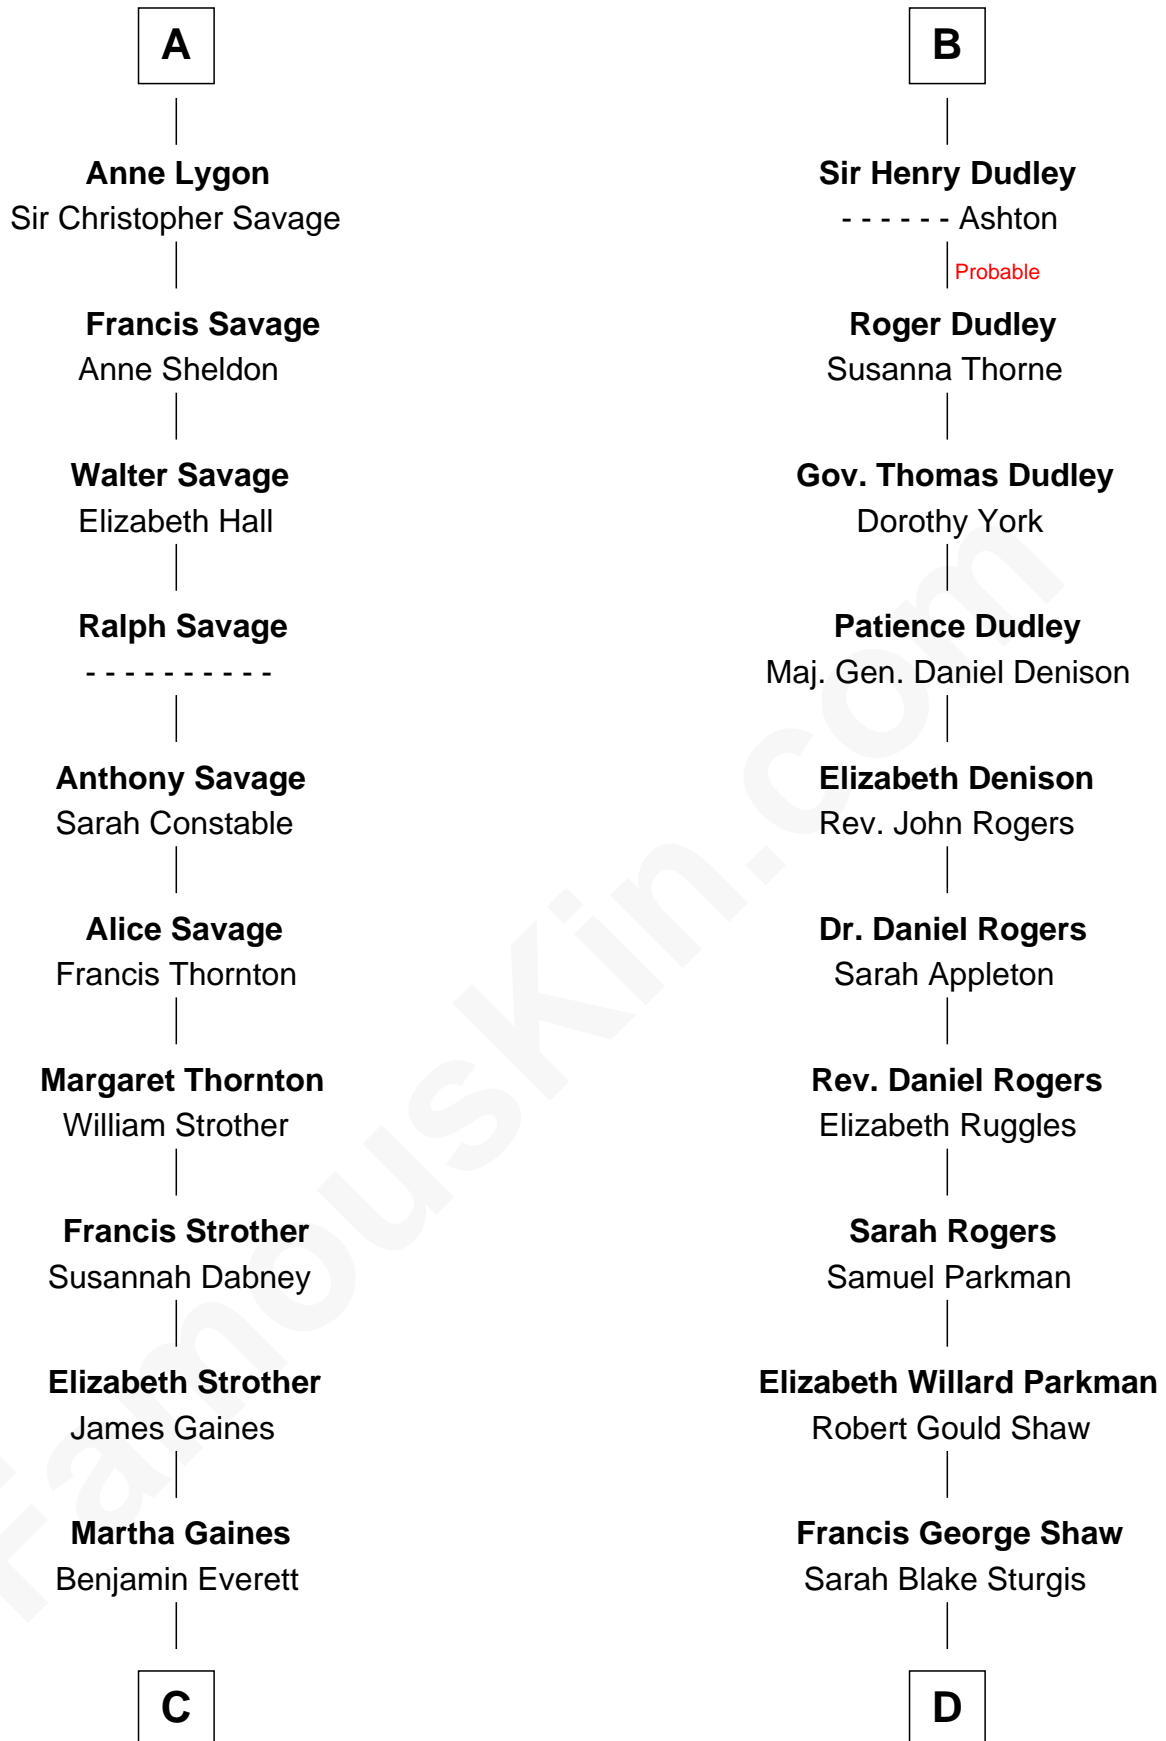 A
Anne Lygon
Sir Christopher Savage
Francis Savage
Anne Sheldon
Walter Savage
Elizabeth Hall
Ralph Savage
- - - - - - - - - -
Anthony Savage
Sarah Constable
Alice Savage
Francis Thornton
Margaret Thornton
William Strother
Francis Strother
Susannah Dabney
Elizabeth Strother
James Gaines
Martha Gaines
Benjamin Everett
C
B
Sir Henry Dudley
- - - - - - Ashton
Probable
Roger Dudley
Susanna Thorne
Gov. Thomas Dudley
Dorothy York
Patience Dudley
Maj. Gen. Daniel Denison
Elizabeth Denison
Rev. John Rogers
Dr. Daniel Rogers
Sarah Appleton
Rev. Daniel Rogers
Elizabeth Ruggles
Sarah Rogers
Samuel Parkman
Elizabeth Willard Parkman
Robert Gould Shaw
Francis George Shaw
Sarah Blake Sturgis
D
FamousKin.com